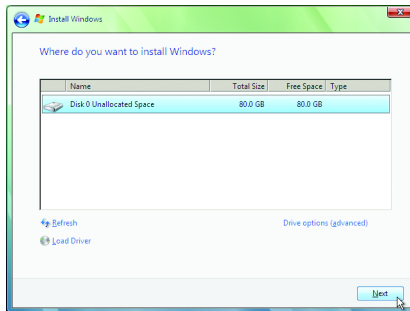 Install Windows
Where do you want to install Windows?
Name Total Size Free Space Type
Disk 0 Unallocated Space 80.0 GB 80.0 GB
Refresh Drive options (advanced)
Load Driver
Next